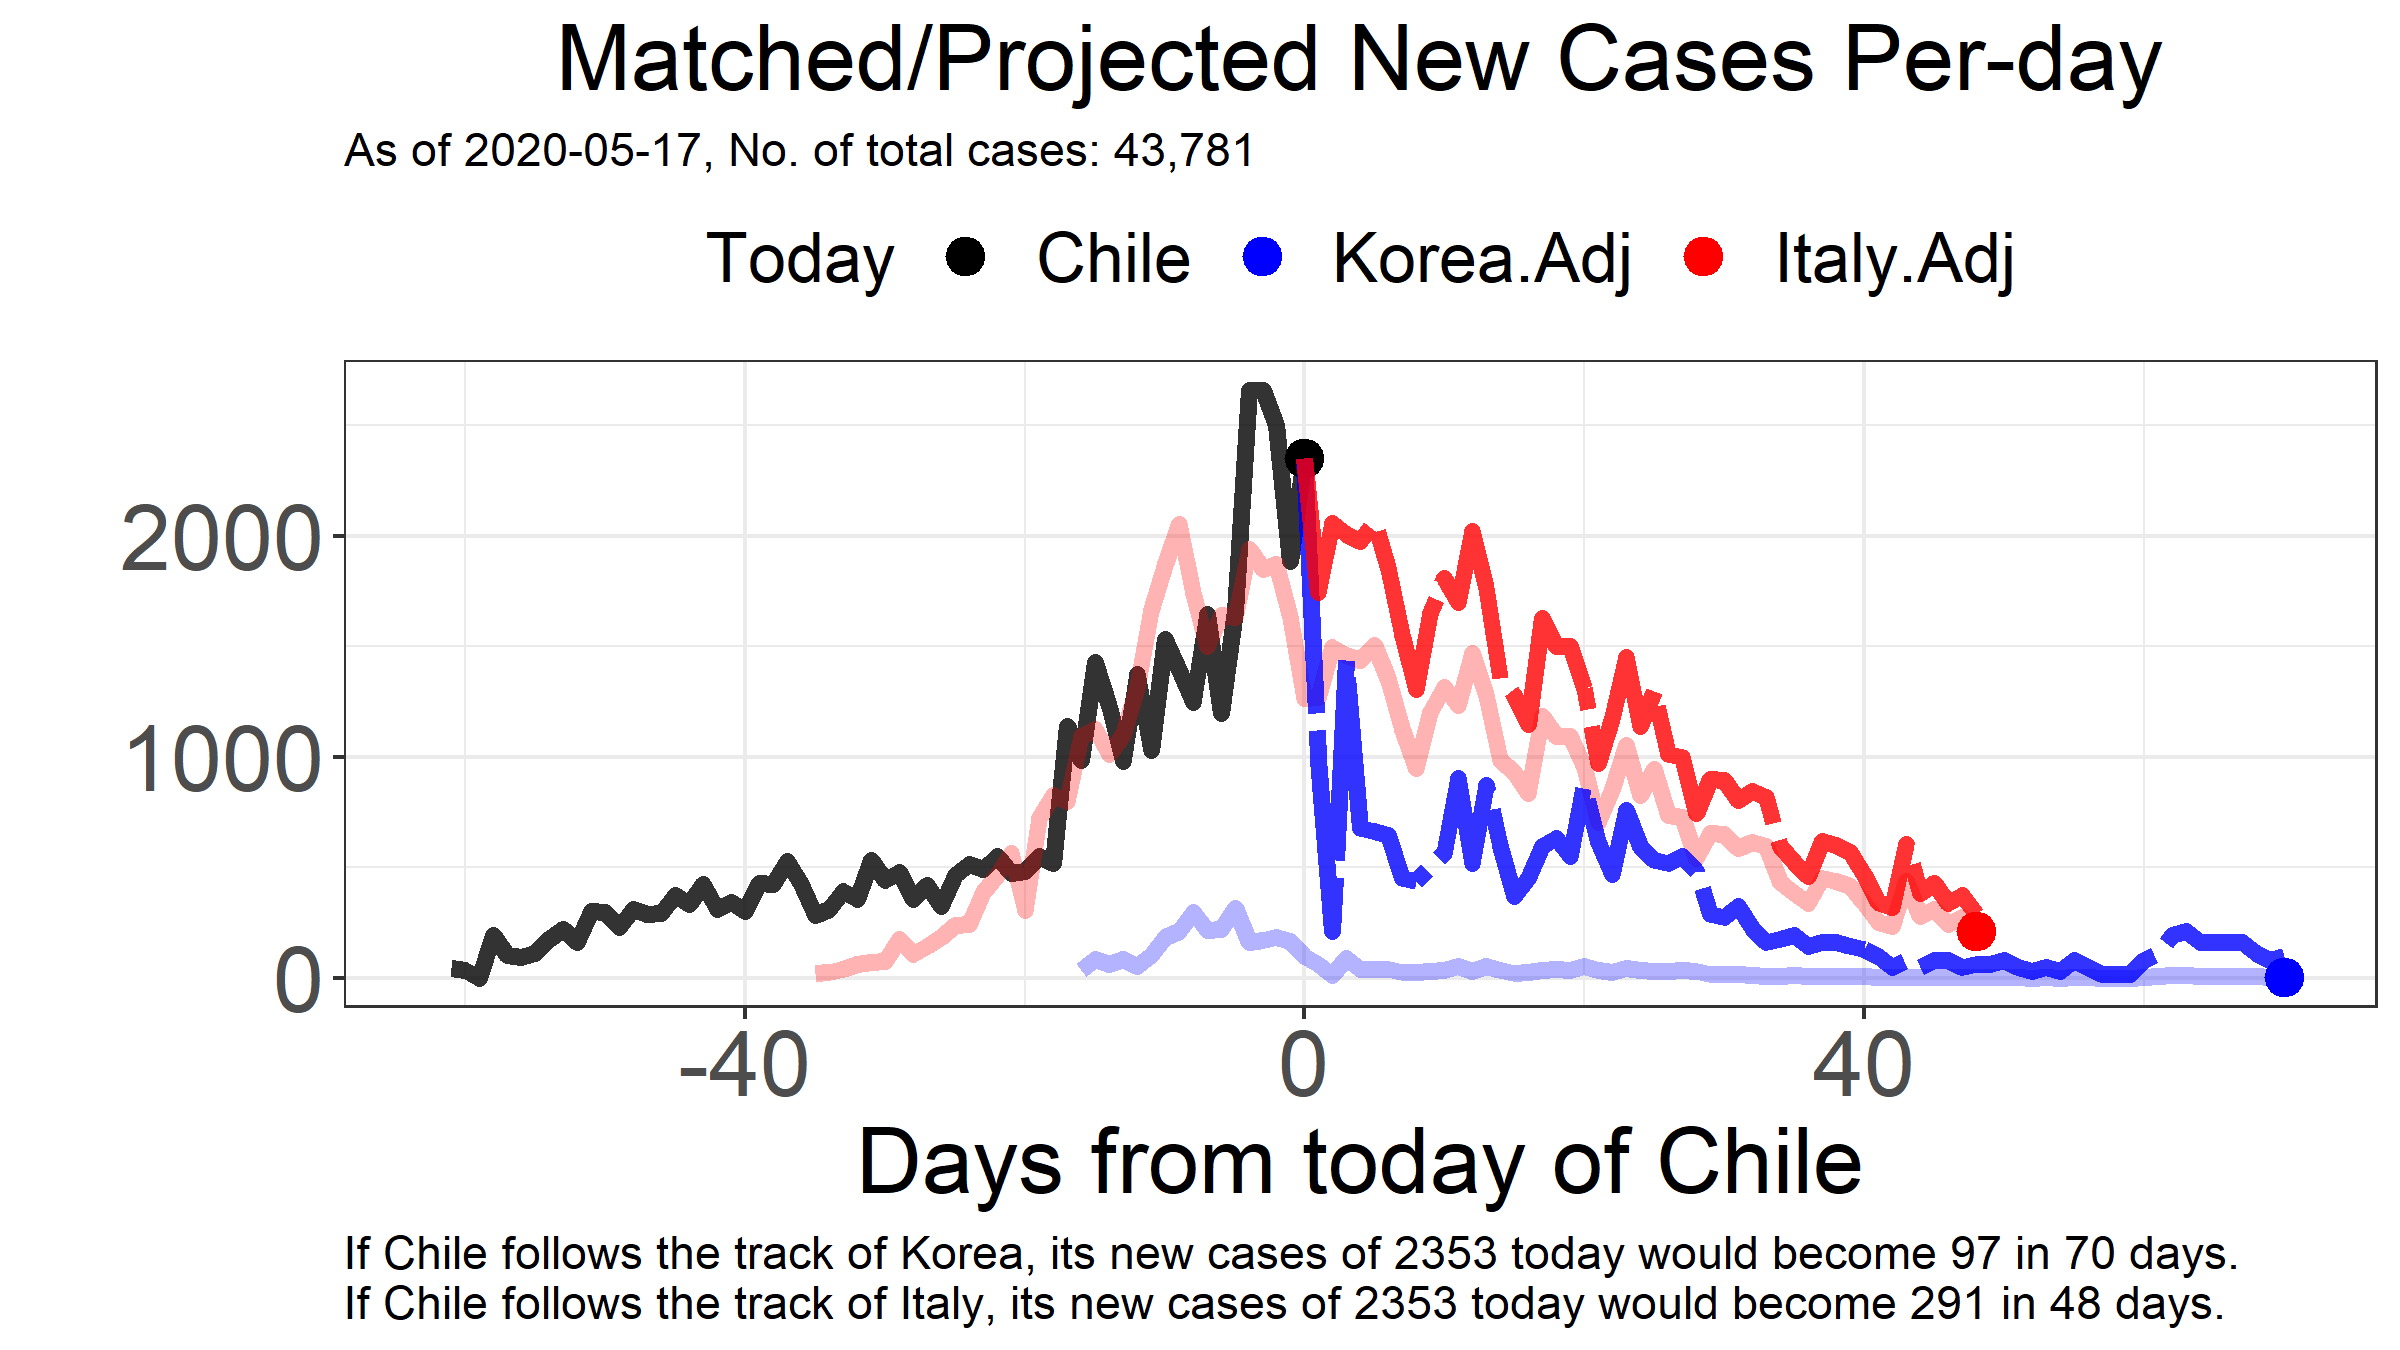 Matched/Projected New Cases Per-day
As of 2020-05-17, No. of total cases: 43,781
Today Chile Korea.Adj Italy.Adj
2000
1000
0
-40 0 40
Days from today of Chile
If Chile follows the track of Korea, its new cases of 2353 today would become 97 in 70 days.
If Chile follows the track of Italy, its new cases of 2353 today would become 291 in 48 days.